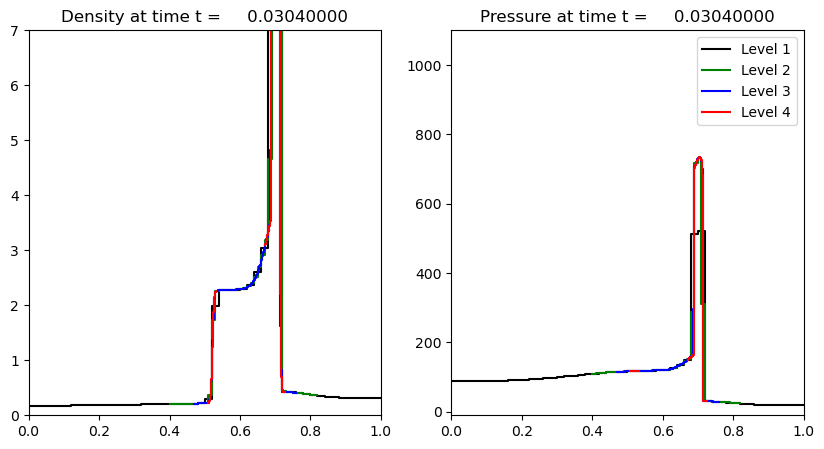 Density at time t =     0.03040000
7
6
5
4
3
2
1
0
0.0 0.2 0.4 0.6 0.8 1.0
Pressure at time t =     0.03040000
Level 1
Level 2
Level 3
Level 4
1000
800
600
400
200
0
0.0 0.2 0.4 0.6 0.8 1.0